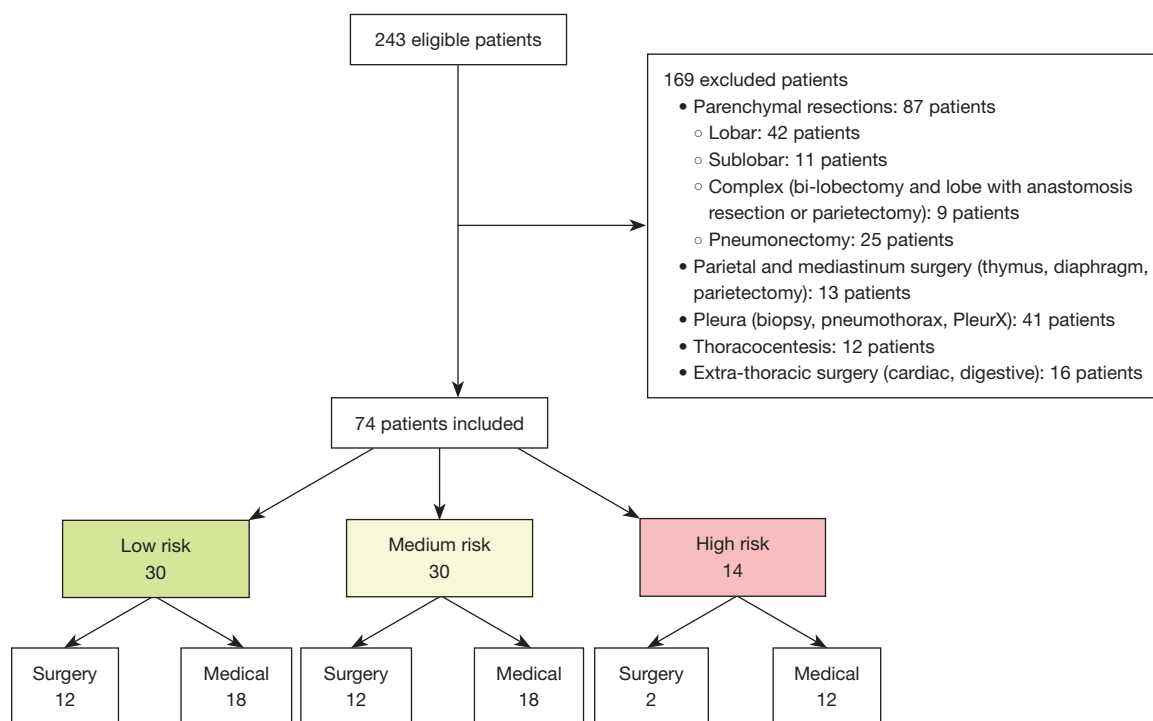 243 eligible patients
169 excluded patients
• Parenchymal resections: 87 patients
○ Lobar: 42 patients
○ Sublobar: 11 patients
○ Complex (bi-lobectomy and lobe with anastomosis
resection or parietectomy): 9 patients
○ Pneumonectomy: 25 patients
• Parietal and mediastinum surgery (thymus, diaphragm,
parietectomy): 13 patients
• Pleura (biopsy, pneumothorax, PleurX): 41 patients
• Thoracocentesis: 12 patients
• Extra-thoracic surgery (cardiac, digestive): 16 patients
74 patients included
Low risk
30
Medium risk
30
High risk
14
Surgery
12
Medical
18
Surgery
12
Medical
18
Surgery
2
Medical
12